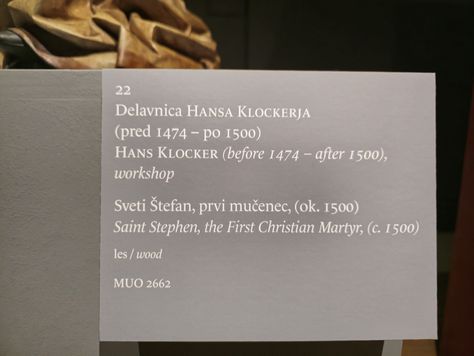 22
Delavnica HANSA KLOCKERJA
(pred 1474 – po 1500)
HANS KLOCKER (before 1474 – after 1500),
workshop
Sveti Štefan, prvi mučenec, (ok. 1500)
Saint Stephen, the First Christian Martyr, (c. 1500)
les / wood
MUO 2662